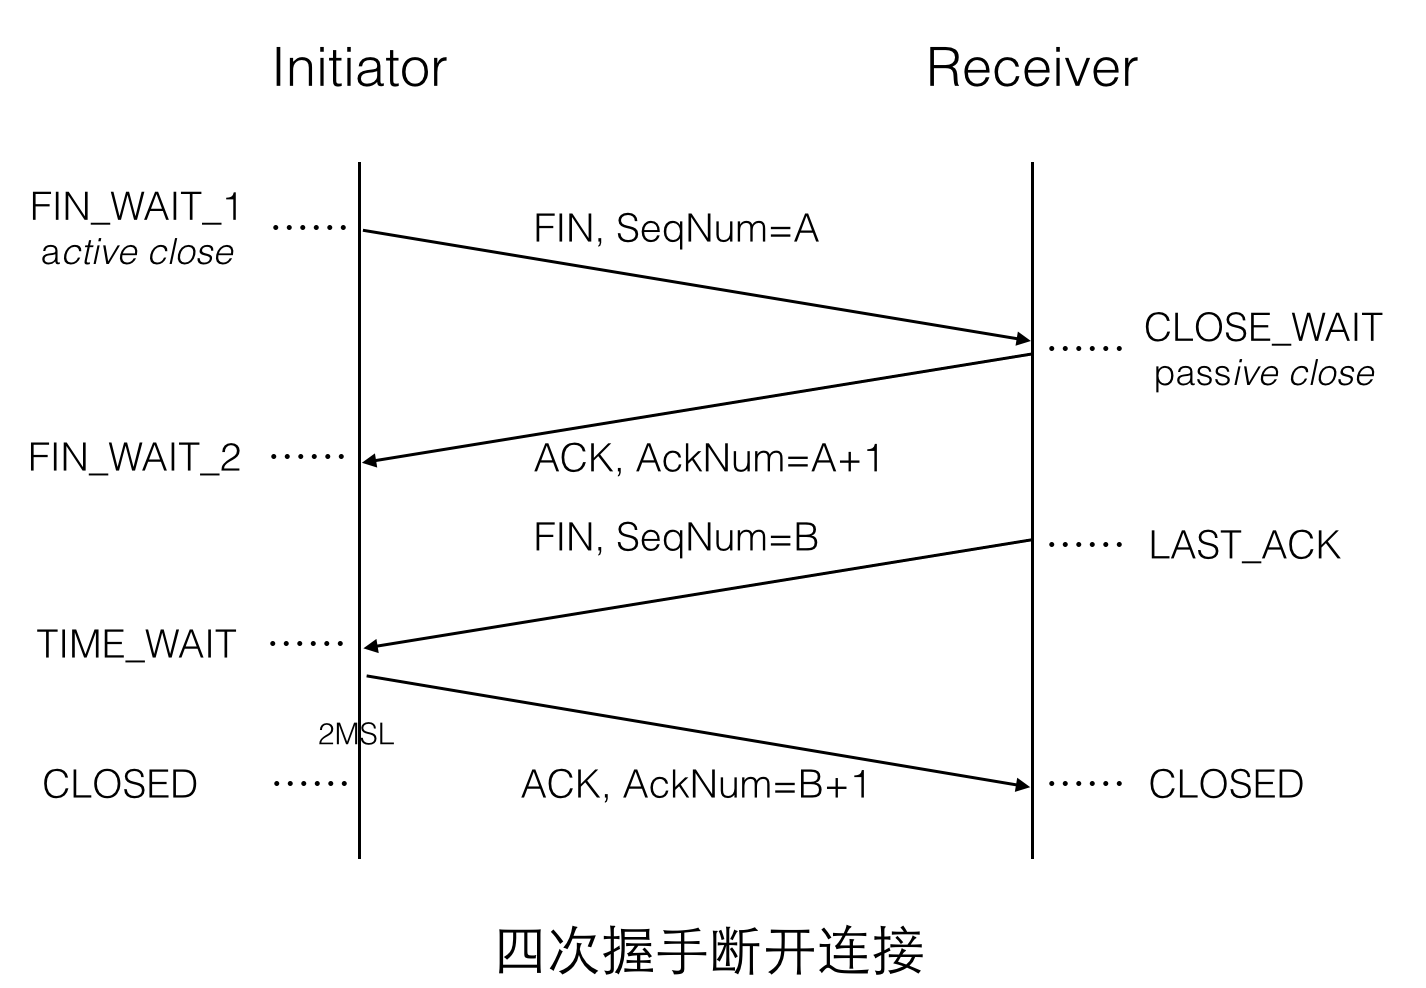 Initiator
Receiver
FIN_WAIT_1
active close
FIN, SeqNum=A
CLOSE_WAIT
passive close
FIN_WAIT_2
ACK, AckNum=A+1
FIN, SeqNum=B
LAST_ACK
TIME_WAIT
2MSL
CLOSED
ACK, AckNum=B+1
CLOSED
四次握手断开连接